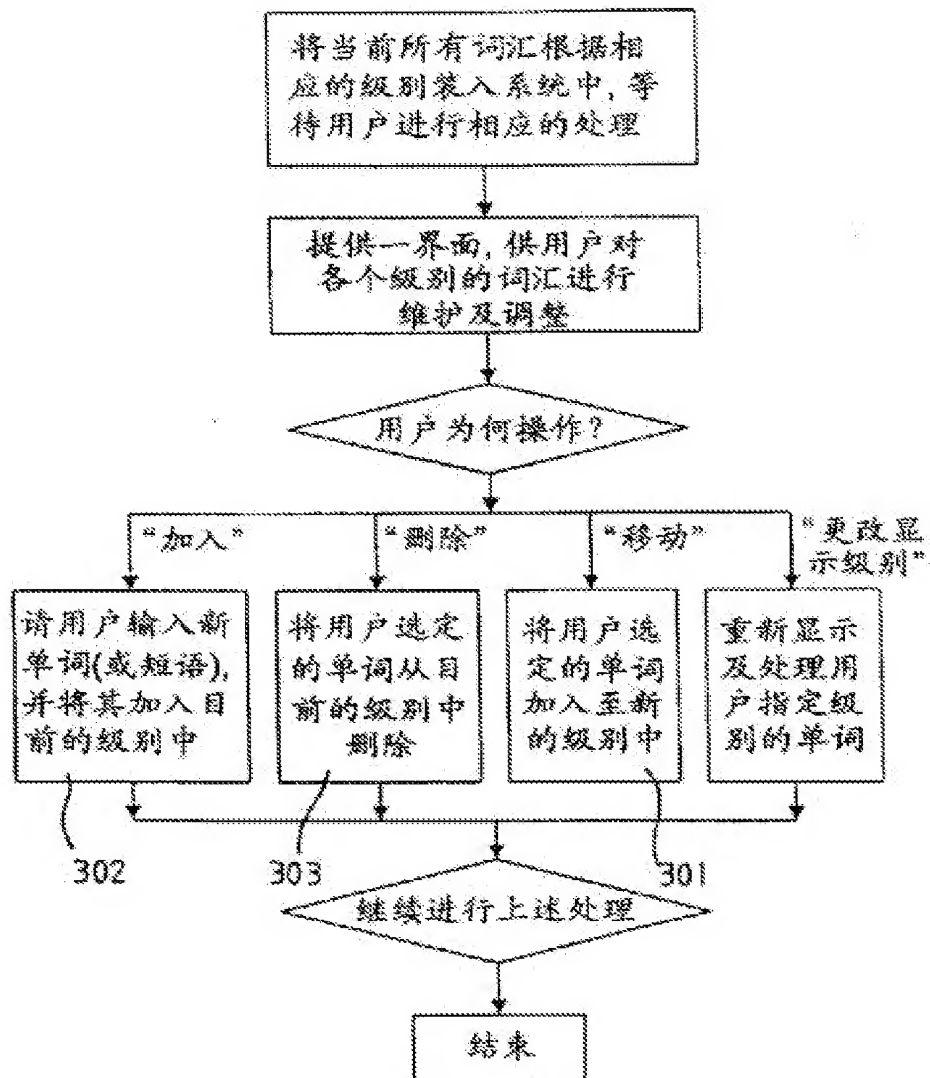 将当前所有词汇根据相
应的级别装入系统中, 等
待用户进行相应的处理
提供一界面, 供用户对
各个级别的词汇进行
维护及调整
用户为何操作?
“加入”
“删除”
“移动”
“更改显
示级别”
请用户输入新
单词(或短语),
并将其加入目
前的级别中
将用户选定
的单词从目
前的级别中
删除
将用户选
定的单词
加入至新
的级别中
重新显示
及处理用
户指定级
别的单词
302
303
301
继续进行上述处理
结束